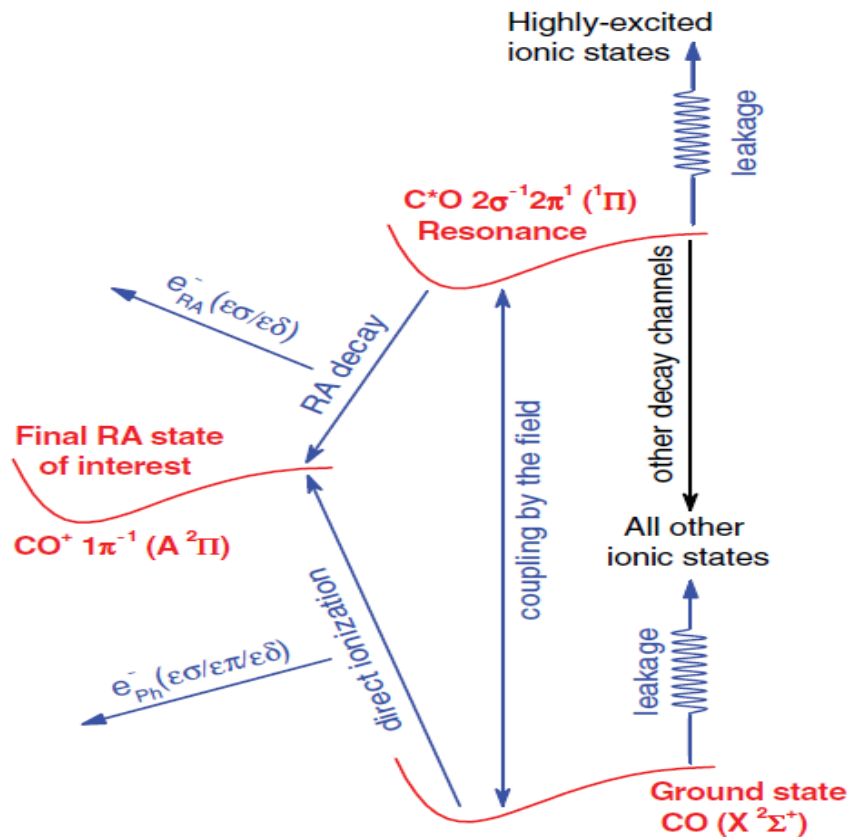 Highly-excited
ionic states
leakage
C*O 2σ⁻¹2π¹ (¹Π)
Resonance
e⁻RA (εσ/εδ)
RA decay
other decay channels
Final RA state
of interest
coupling by the field
CO⁺ 1π⁻¹ (A ²Π)
All other
ionic states
direct ionization
e⁻Ph(εσ/επ/εδ)
leakage
Ground state
CO (X ²Σ⁺)